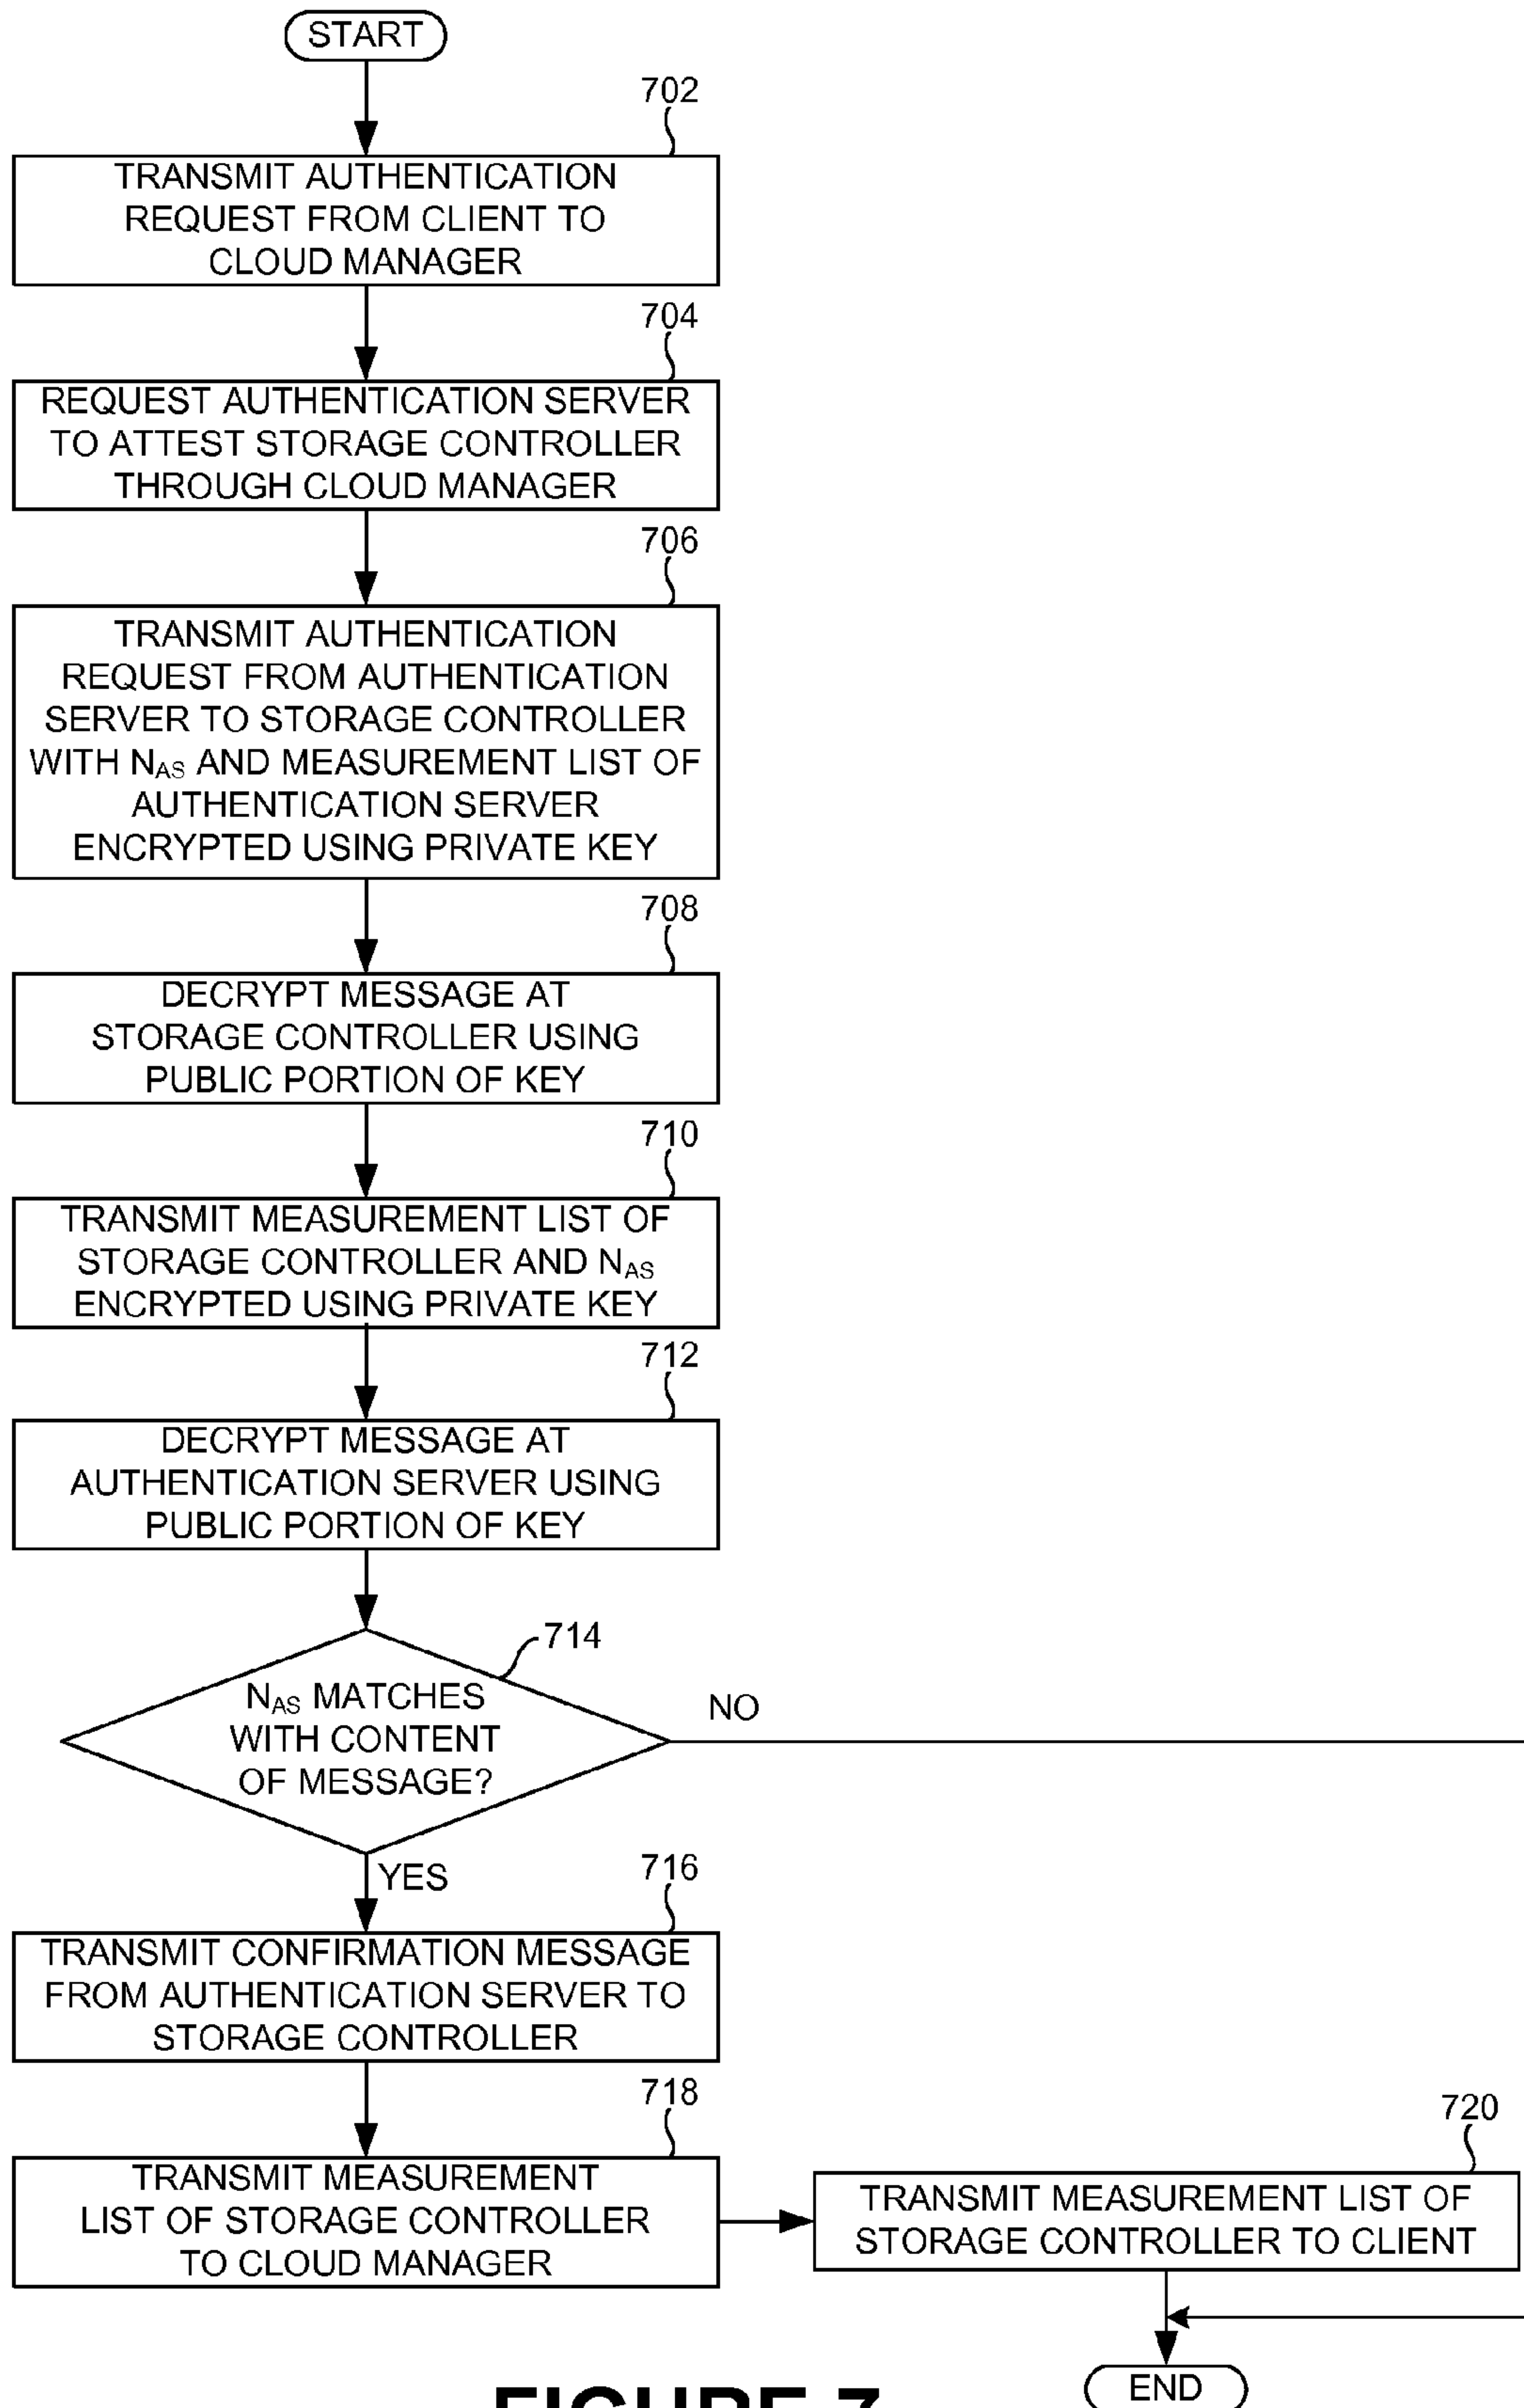 START
702
TRANSMIT AUTHENTICATION
REQUEST FROM CLIENT TO
CLOUD MANAGER
704
REQUEST AUTHENTICATION SERVER
TO ATTEST STORAGE CONTROLLER
THROUGH CLOUD MANAGER
706
TRANSMIT AUTHENTICATION
REQUEST FROM AUTHENTICATION
SERVER TO STORAGE CONTROLLER
WITH NAS AND MEASUREMENT LIST OF
AUTHENTICATION SERVER
ENCRYPTED USING PRIVATE KEY
708
DECRYPT MESSAGE AT
STORAGE CONTROLLER USING
PUBLIC PORTION OF KEY
710
TRANSMIT MEASUREMENT LIST OF
STORAGE CONTROLLER AND NAS
ENCRYPTED USING PRIVATE KEY
712
DECRYPT MESSAGE AT
AUTHENTICATION SERVER USING
PUBLIC PORTION OF KEY
714
NAS MATCHES
WITH CONTENT
OF MESSAGE?
NO
YES
716
TRANSMIT CONFIRMATION MESSAGE
FROM AUTHENTICATION SERVER TO
STORAGE CONTROLLER
718
TRANSMIT MEASUREMENT
LIST OF STORAGE CONTROLLER
TO CLOUD MANAGER
720
TRANSMIT MEASUREMENT LIST OF
STORAGE CONTROLLER TO CLIENT
END
FIGURE 7